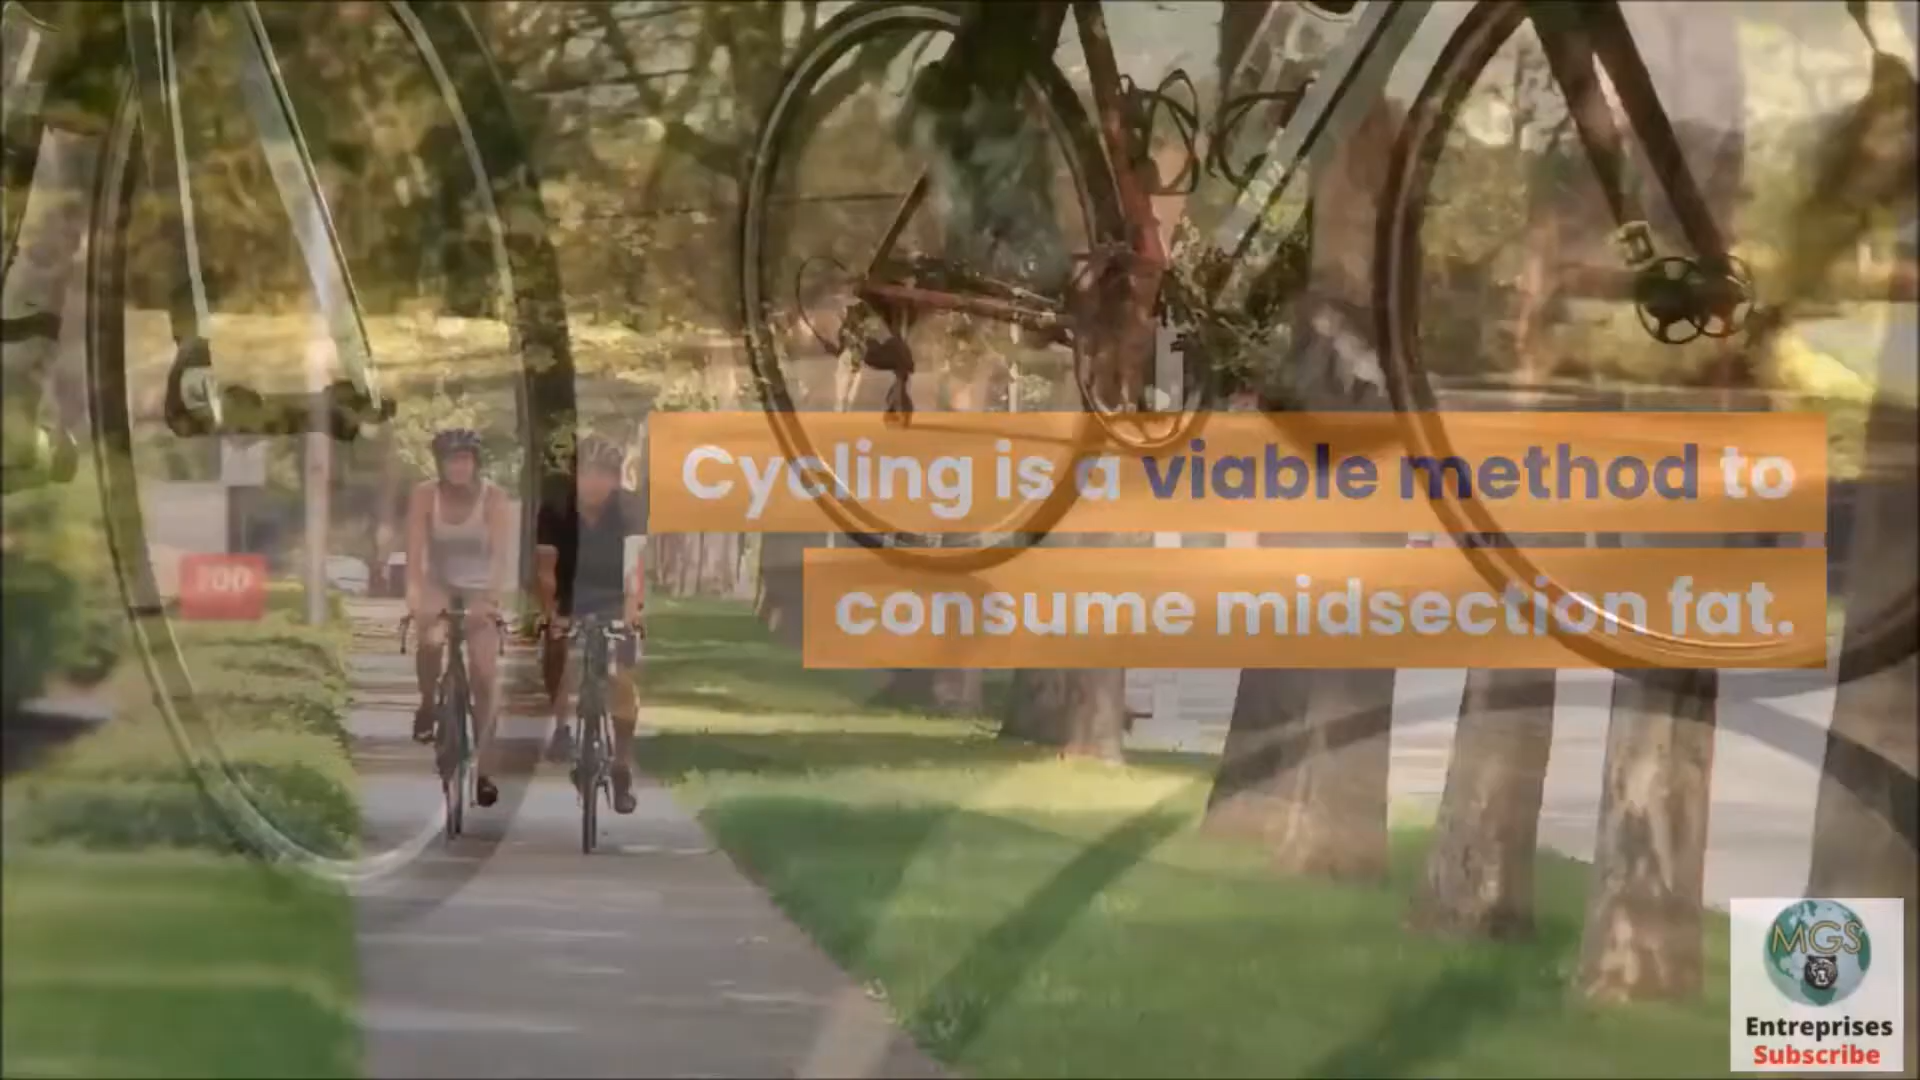 Cycling is a viable method to
consume midsection fat.
MGS
Entreprises
Subscribe